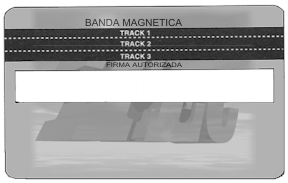 BANDA MAGNETICA
TRACK 1
TRACK 2
TRACK 3
FIRMA AUTORIZADA